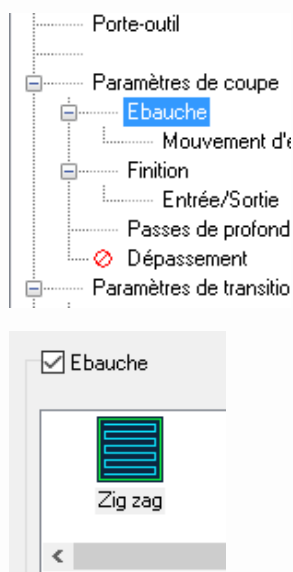 Porte-outil
Paramètres de coupe
Ebauche
Mouvement d'e
Finition
Entrée/Sortie
Passes de profond
Dépassement
Paramètres de transitio
Ebauche
Zig zag